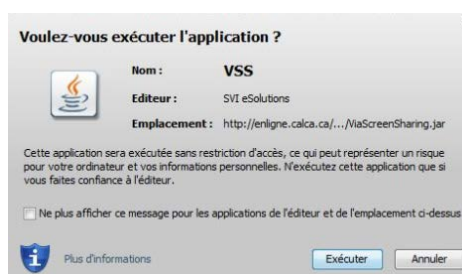 Voulez-vous exécuter l'application ?
Nom : VSS
Editeur : SVI eSolutions
Emplacement : http://enligne.calca.ca/.../ViaScreenSharing.jar
Cette application sera exécutée sans restriction d'accès, ce qui peut représenter un risque
pour votre ordinateur et vos informations personnelles. N'exécutez cette application que si
vous faites confiance à l'éditeur.
Ne plus afficher ce message pour les applications de l'éditeur et de l'emplacement ci-dessus
Plus d'informations Exécuter Annuler